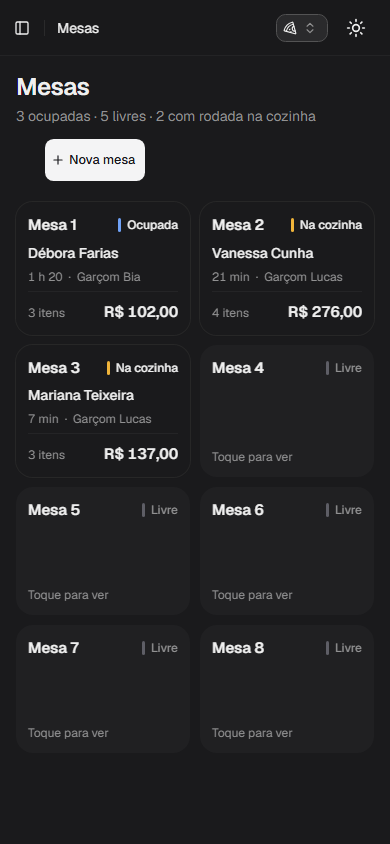 Mesas
Mesas
3 ocupadas · 5 livres · 2 com rodada na cozinha
+ Nova mesa
Mesa 1 Ocupada
Débora Farias
1 h 20 · Garçom Bia
3 itens R$ 102,00
Mesa 2 Na cozinha
Vanessa Cunha
21 min · Garçom Lucas
4 itens R$ 276,00
Mesa 3 Na cozinha
Mariana Teixeira
7 min · Garçom Lucas
3 itens R$ 137,00
Mesa 4 Livre
Toque para ver
Mesa 5 Livre
Toque para ver
Mesa 6 Livre
Toque para ver
Mesa 7 Livre
Toque para ver
Mesa 8 Livre
Toque para ver